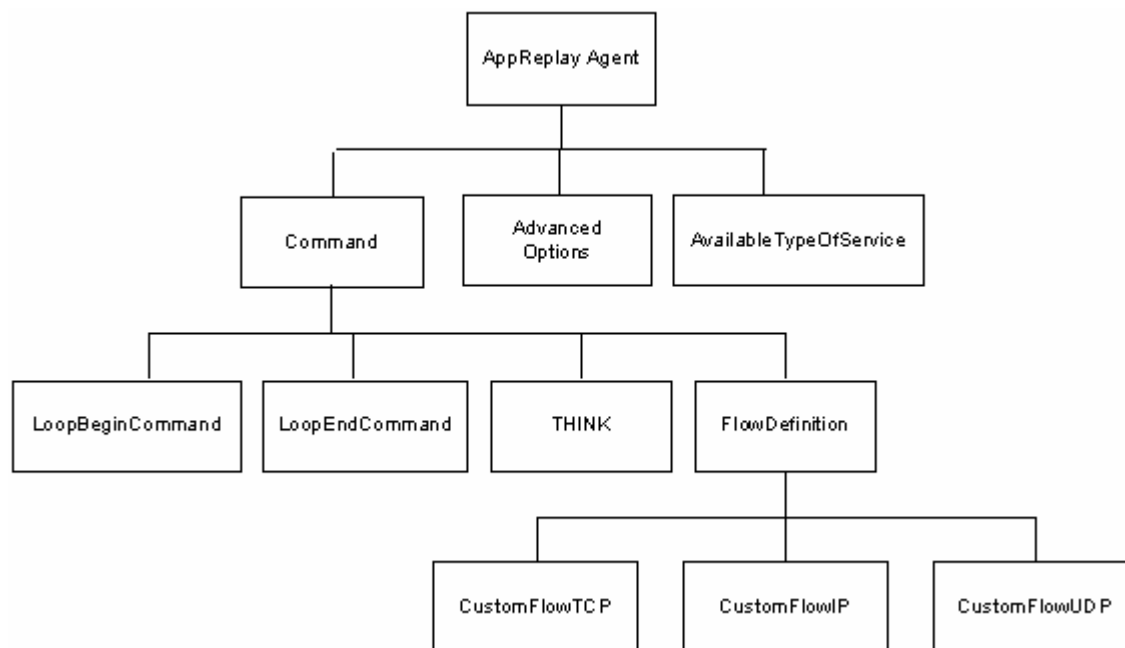 AppReplay Agent
Command
Advanced
Options
AvailableTypeOfService
LoopBeginCommand
LoopEndCommand
THINK
FlowDefinition
CustomFlowTCP
CustomFlowIP
CustomFlowUDP